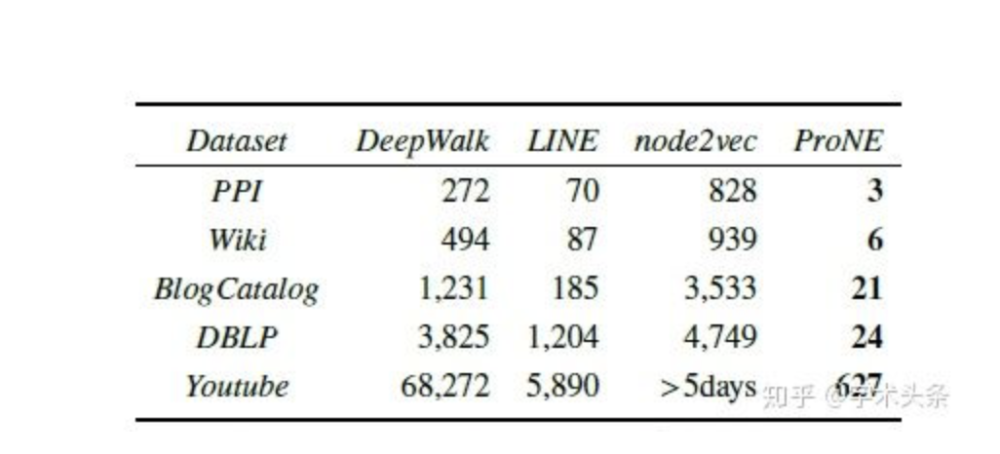 Dataset DeepWalk LINE node2vec ProNE
PPI 272 70 828 3
Wiki 494 87 939 6
BlogCatalog 1,231 185 3,533 21
DBLP 3,825 1,204 4,749 24
Youtube 68,272 5,890 >5days 627
知乎 @学术头条